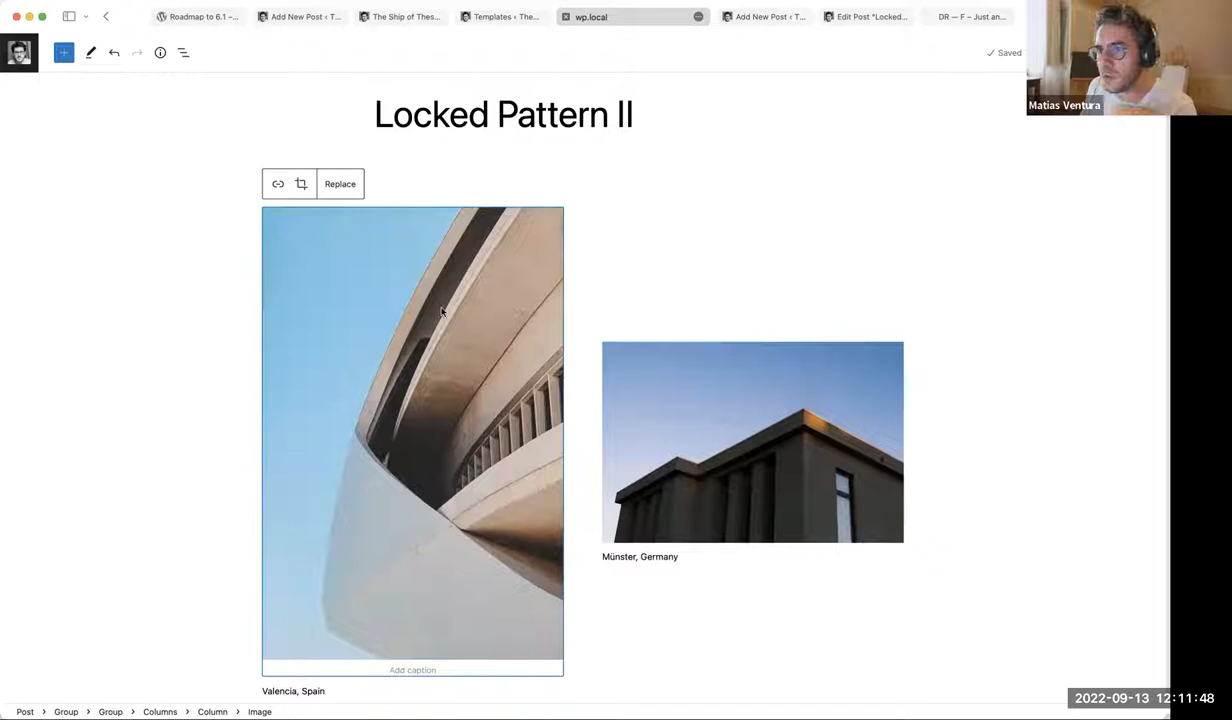 Roadmap to 6.1 –...
Add New Post ‹ T...
The Ship of Thes...
Templates ‹ The...
wp.local
Add New Post ‹ T...
Edit Post "Locked...
DR — F – Just an...
Saved
Matias Ventura
Locked Pattern II
Replace
Münster, Germany
Add caption
Valencia, Spain
Post > Group > Group > Columns > Column > Image
2022-09-13 12:11:48